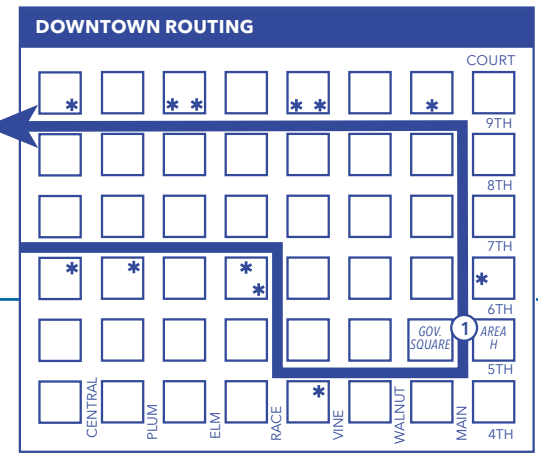 DOWNTOWN ROUTING
COURT
9TH
8TH
7TH
6TH
GOV.
SQUARE
1
AREA
H
5TH
CENTRAL
PLUM
ELM
RACE
VINE
WALNUT
MAIN
4TH